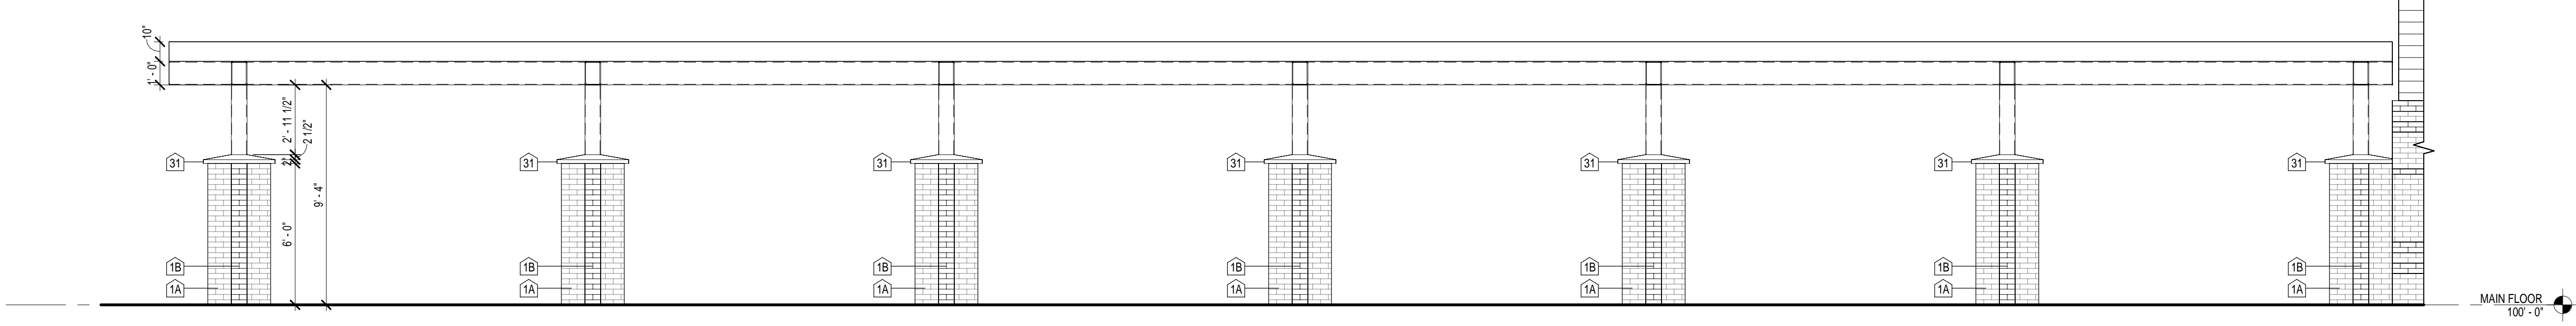 10"
1' - 0"
2' - 11 1/2"
2 1/2"
2"
9' - 4"
6' - 0"
31
31
31
31
31
31
31
1B
1B
1B
1B
1B
1B
1B
1A
1A
1A
1A
1A
1A
1A
MAIN FLOOR
100' - 0"